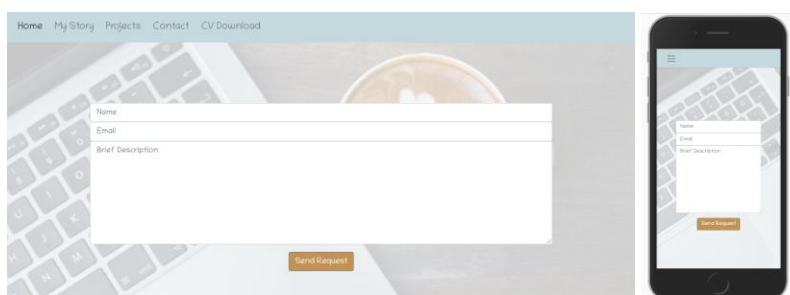 Home My Story Projects Contact CV Download
Name
Email
Brief Description
Send Request
Name
Email
Brief Description
Send Request